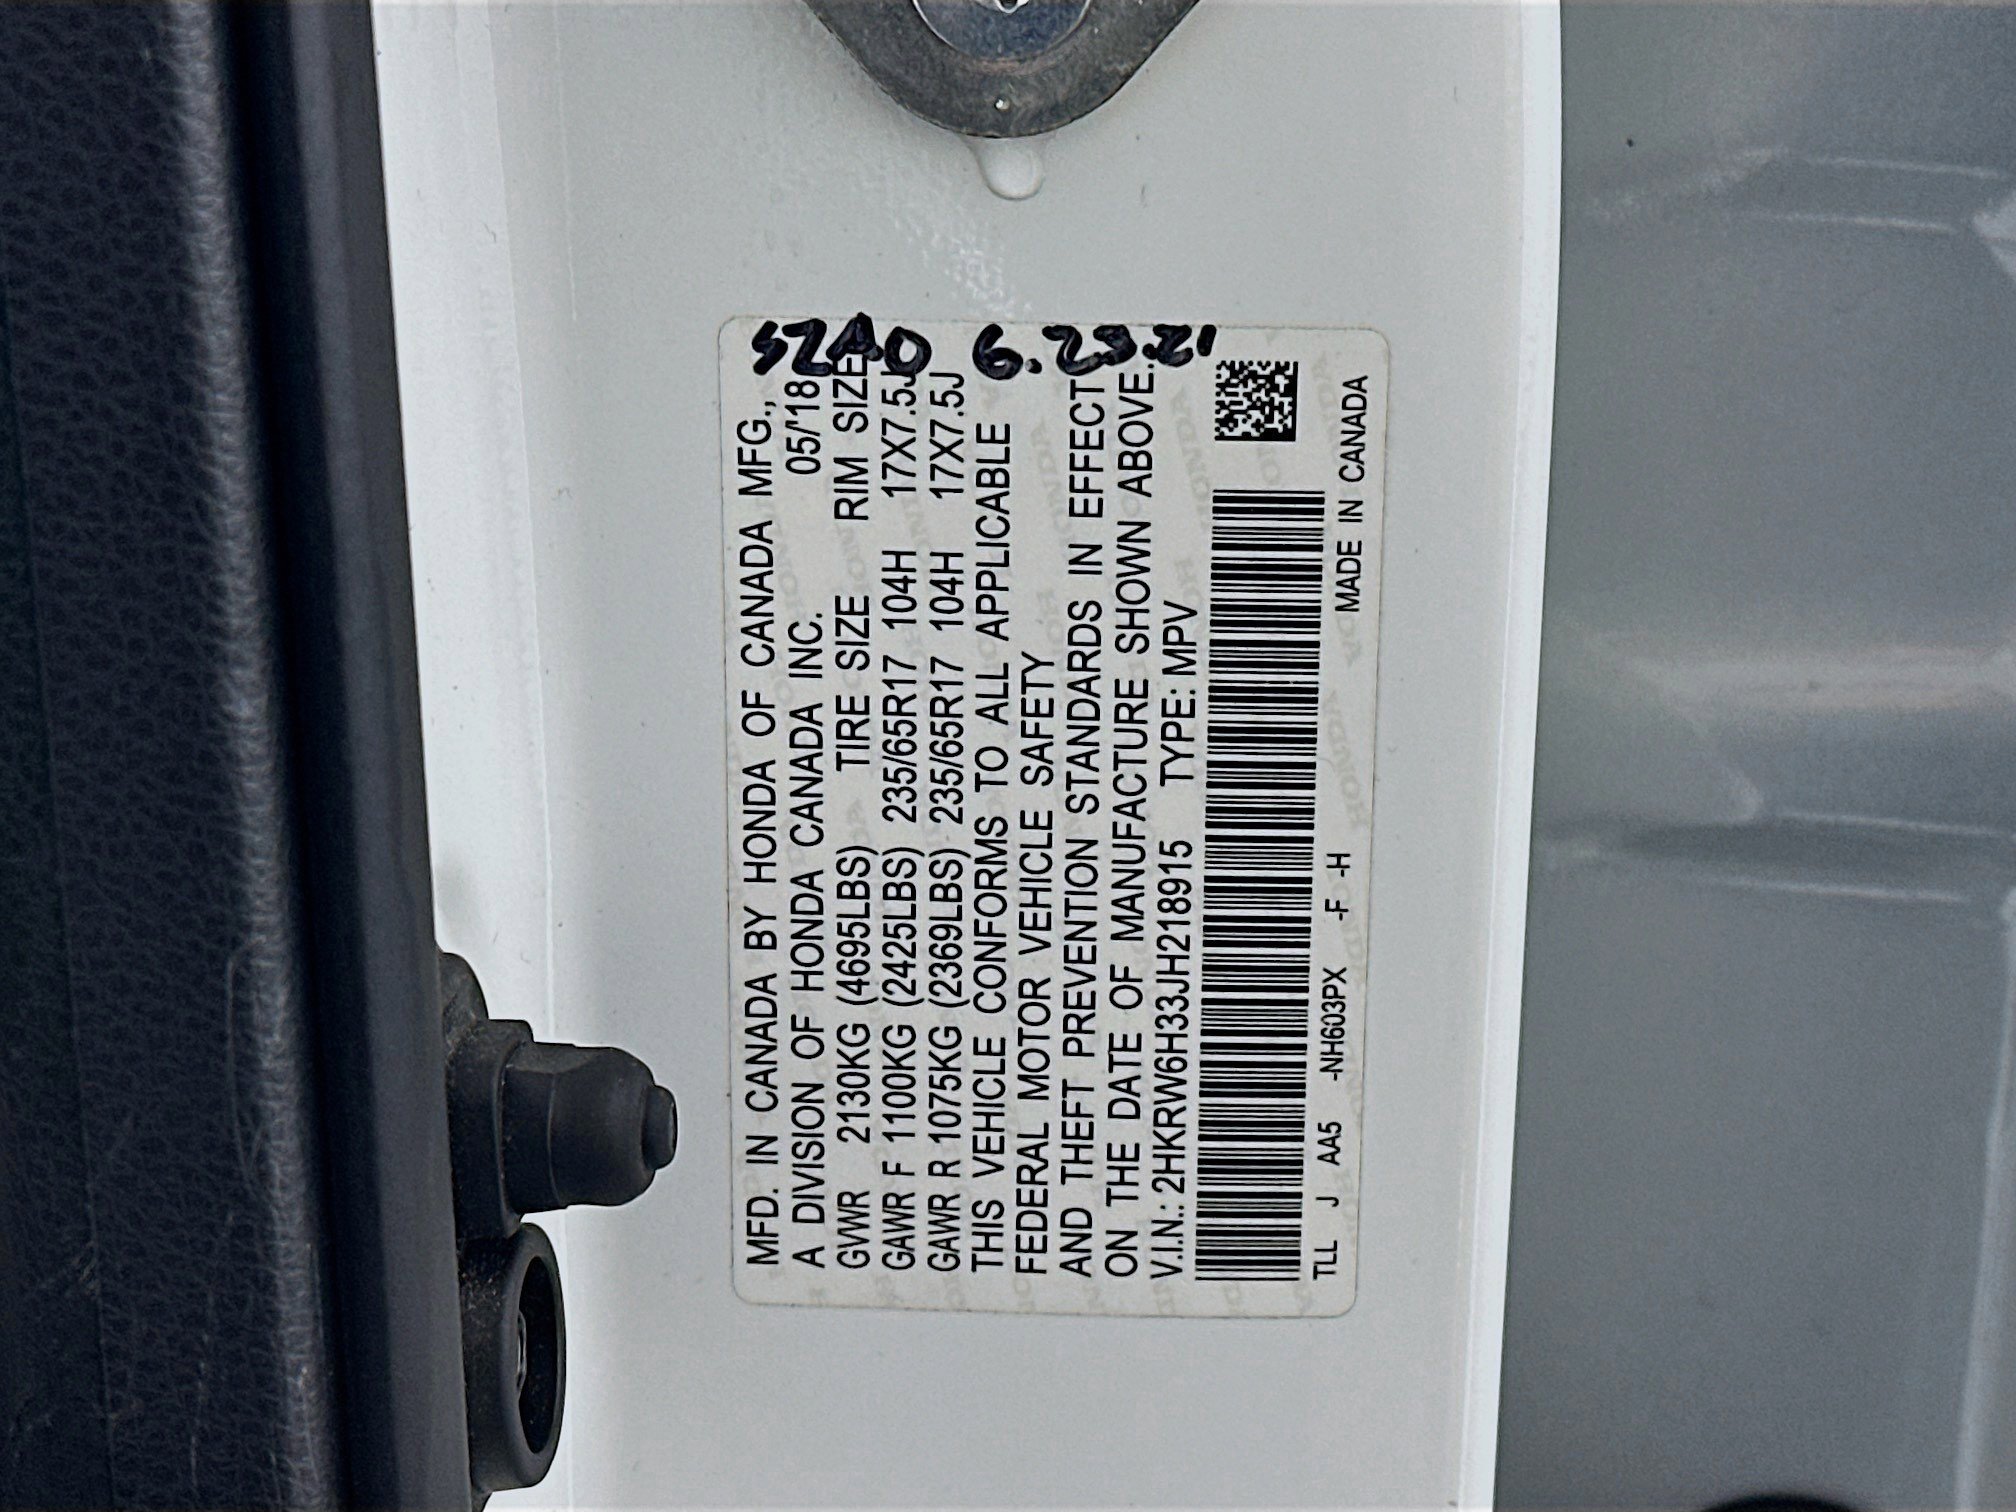 MFD. IN CANADA BY HONDA OF CANADA MFG.,
A DIVISION OF HONDA CANADA INC. 05/'18
GVWR 2130KG (4695LBS) TIRE SIZE RIM SIZE
GAWR F 1100KG (2425LBS) 235/65R17 104H 17X7.5J
GAWR R 1075KG (2369LBS) 235/65R17 104H 17X7.5J
THIS VEHICLE CONFORMS TO ALL APPLICABLE
FEDERAL MOTOR VEHICLE SAFETY
AND THEFT PREVENTION STANDARDS IN EFFECT
ON THE DATE OF MANUFACTURE SHOWN ABOVE.
V.I.N.: 2HKRW6H33JH218915 TYPE: MPV
TLL J AA5 -NH603PX -F -H MADE IN CANADA
6.23.21